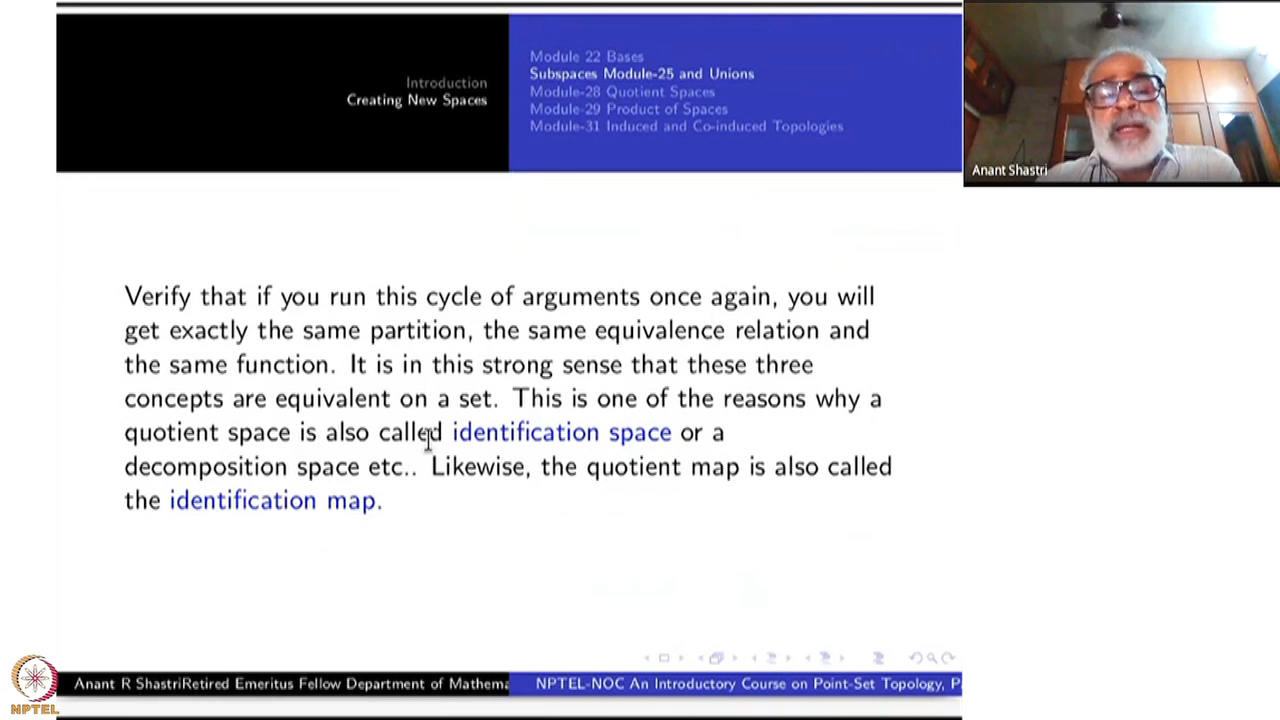 Introduction
Creating New Spaces
Module 22 Bases
Subspaces Module-25 and Unions
Module-28 Quotient Spaces
Module-29 Product of Spaces
Module-31 Induced and Co-induced Topologies
Anant Shastri
Verify that if you run this cycle of arguments once again, you will
get exactly the same partition, the same equivalence relation and
the same function. It is in this strong sense that these three
concepts are equivalent on a set. This is one of the reasons why a
quotient space is also called identification space or a
decomposition space etc.. Likewise, the quotient map is also called
the identification map.
Anant R ShastriRetired Emeritus Fellow Department of Mathema
NPTEL-NOC An Introductory Course on Point-Set Topology, P
NPTEL